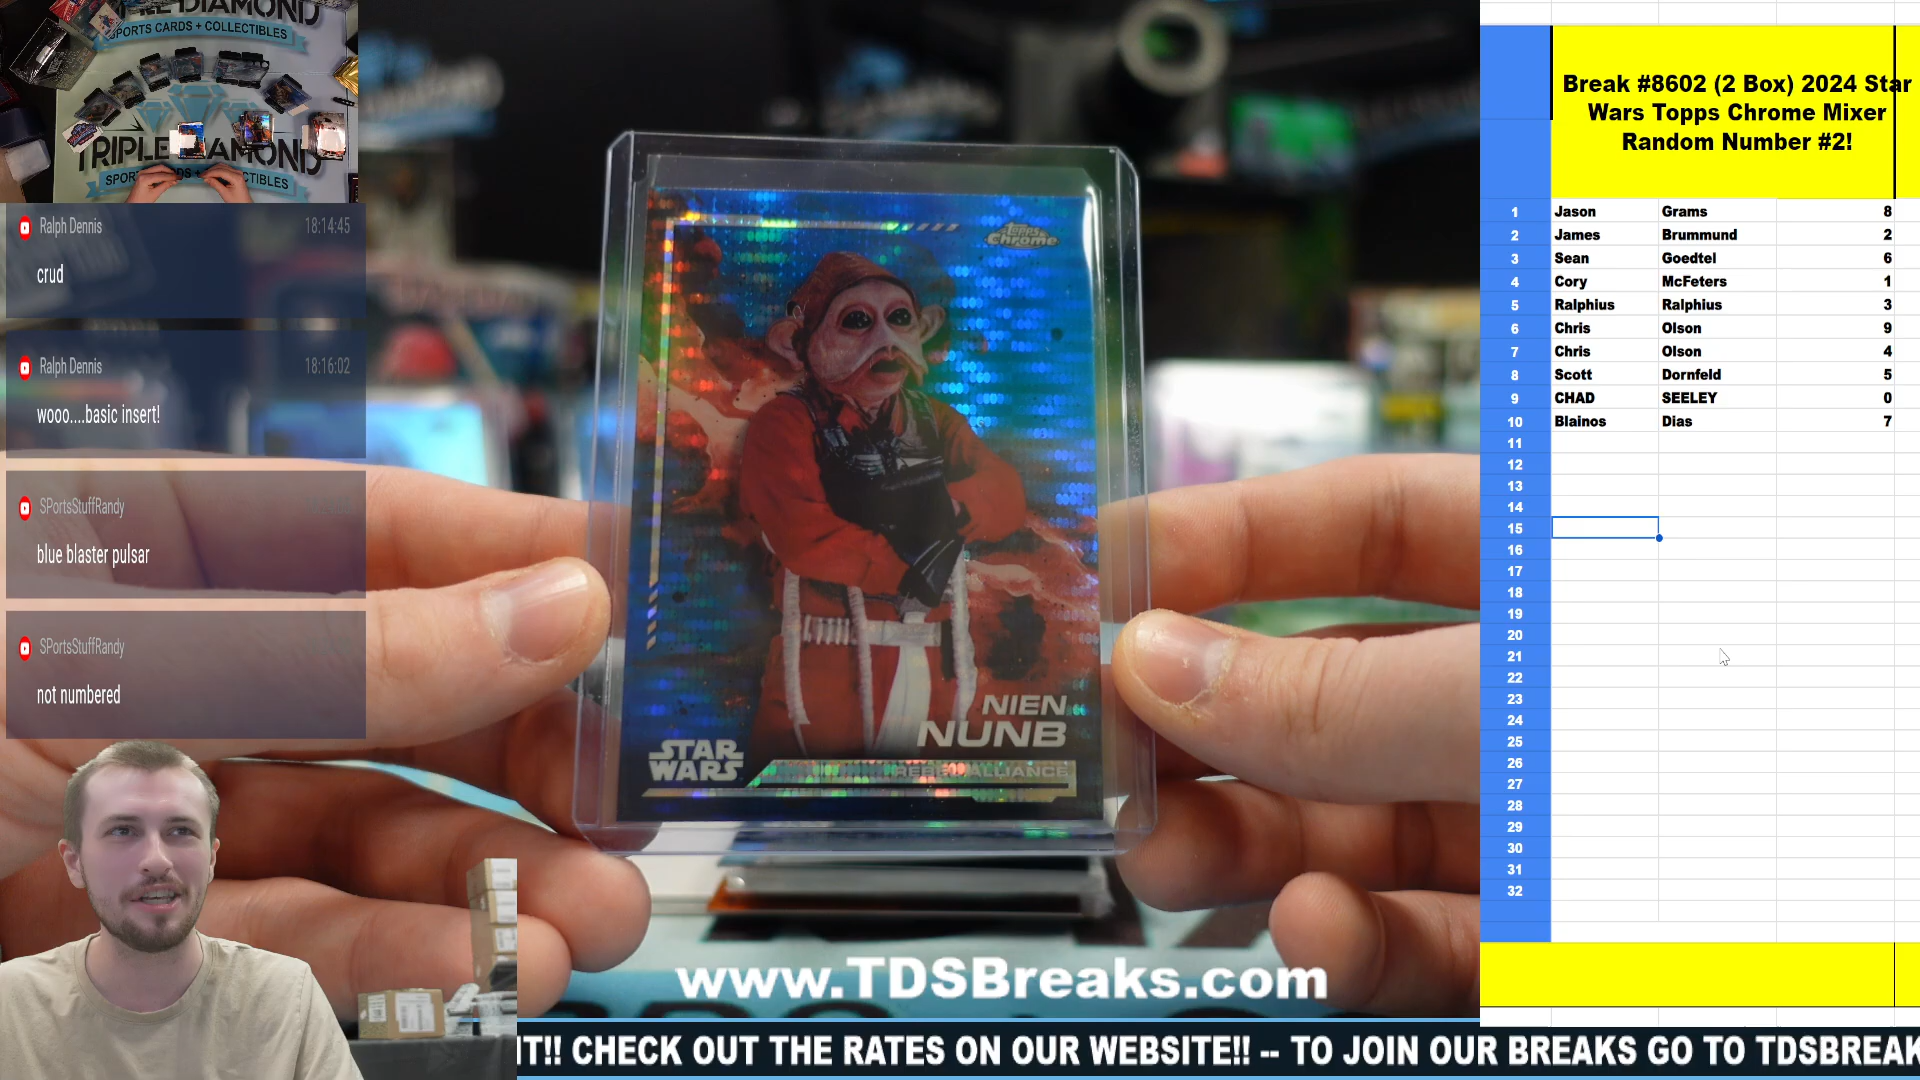 DIAMOND
SPORTS CARDS + COLLECTIBLES
TRIPLE DIAMOND
Ralph Dennis
18:14:45
crud
Ralph Dennis
18:16:02
wooo....basic insert!
SPortsStuffRandy
blue blaster pulsar
SPortsStuffRandy
not numbered
Topps
Chrome
NIEN
NUNB
STAR
WARS
REBEL ALLIANCE
www.TDSBreaks.com
IT!! CHECK OUT THE RATES ON OUR WEBSITE!! -- TO JOIN OUR BREAKS GO TO TDSBREAK
Break #8602 (2 Box) 2024 Star
Wars Topps Chrome Mixer
Random Number #2!
1 Jason Grams 8
2 James Brummund 2
3 Sean Goedtel 6
4 Cory McFeters 1
5 Ralphius Ralphius 3
6 Chris Olson 9
7 Chris Olson 4
8 Scott Dornfeld 5
9 CHAD SEELEY 0
10 Blainos Dias 7
11
12
13
14
15
16
17
18
19
20
21
22
23
24
25
26
27
28
29
30
31
32